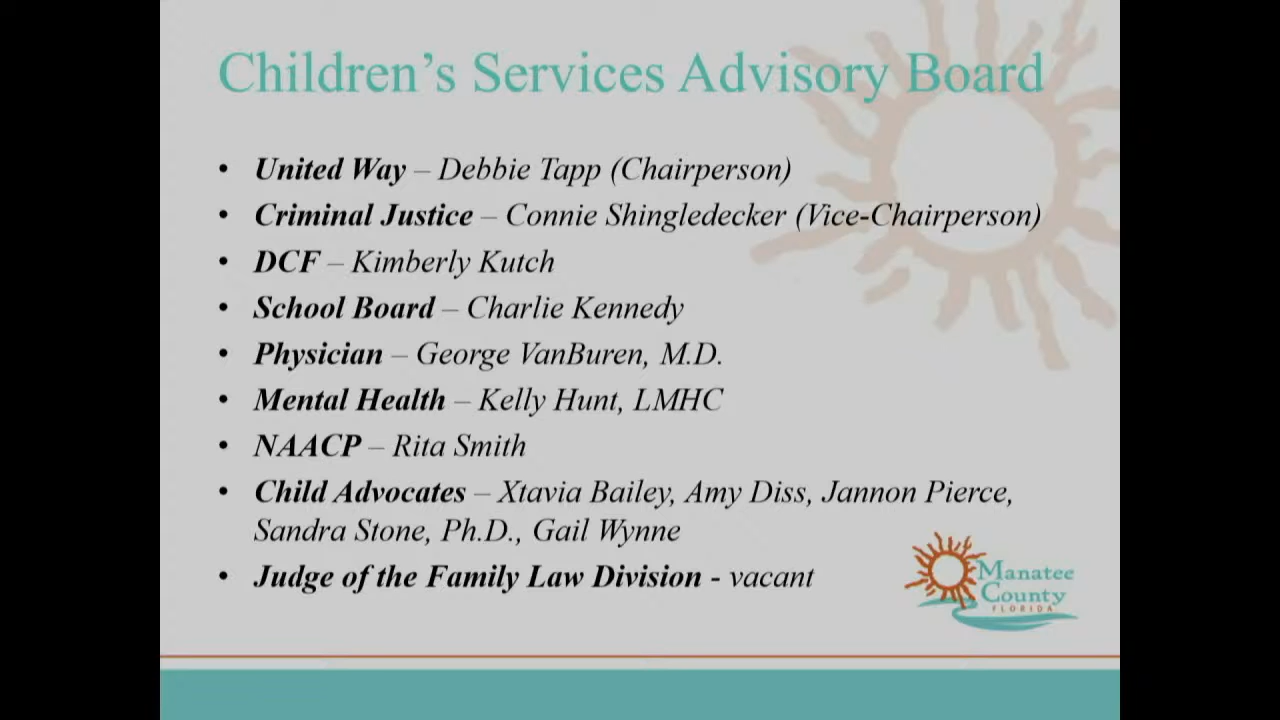 Children’s Services Advisory Board
• United Way – Debbie Tapp (Chairperson)
• Criminal Justice – Connie Shingledecker (Vice-Chairperson)
• DCF – Kimberly Kutch
• School Board – Charlie Kennedy
• Physician – George VanBuren, M.D.
• Mental Health – Kelly Hunt, LMHC
• NAACP – Rita Smith
• Child Advocates – Xtavia Bailey, Amy Diss, Jannon Pierce,
Sandra Stone, Ph.D., Gail Wynne
• Judge of the Family Law Division - vacant
Manatee
County
FLORIDA